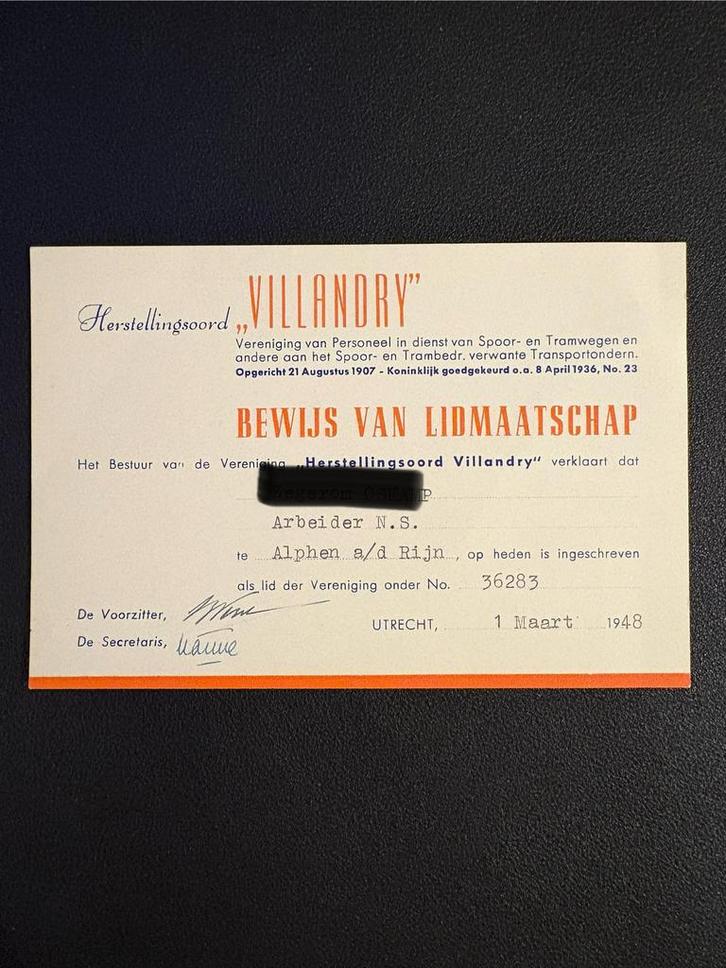 Herstellingsoord „VILLANDRY”
Vereniging van Personeel in dienst van Spoor- en Tramwegen en
andere aan het Spoor- en Trambedr. verwante Transportondern.
Opgericht 21 Augustus 1907 - Koninklijk goedgekeurd o.a. 8 April 1936, No. 23
BEWIJS VAN LIDMAATSCHAP
Het Bestuur van de Vereniging „Herstellingsoord Villandry” verklaart dat
Arbeider N.S.
te Alphen a/d Rijn, op heden is ingeschreven
als lid der Vereniging onder No. 36283
De Voorzitter,
UTRECHT, 1 Maart 1948
De Secretaris,